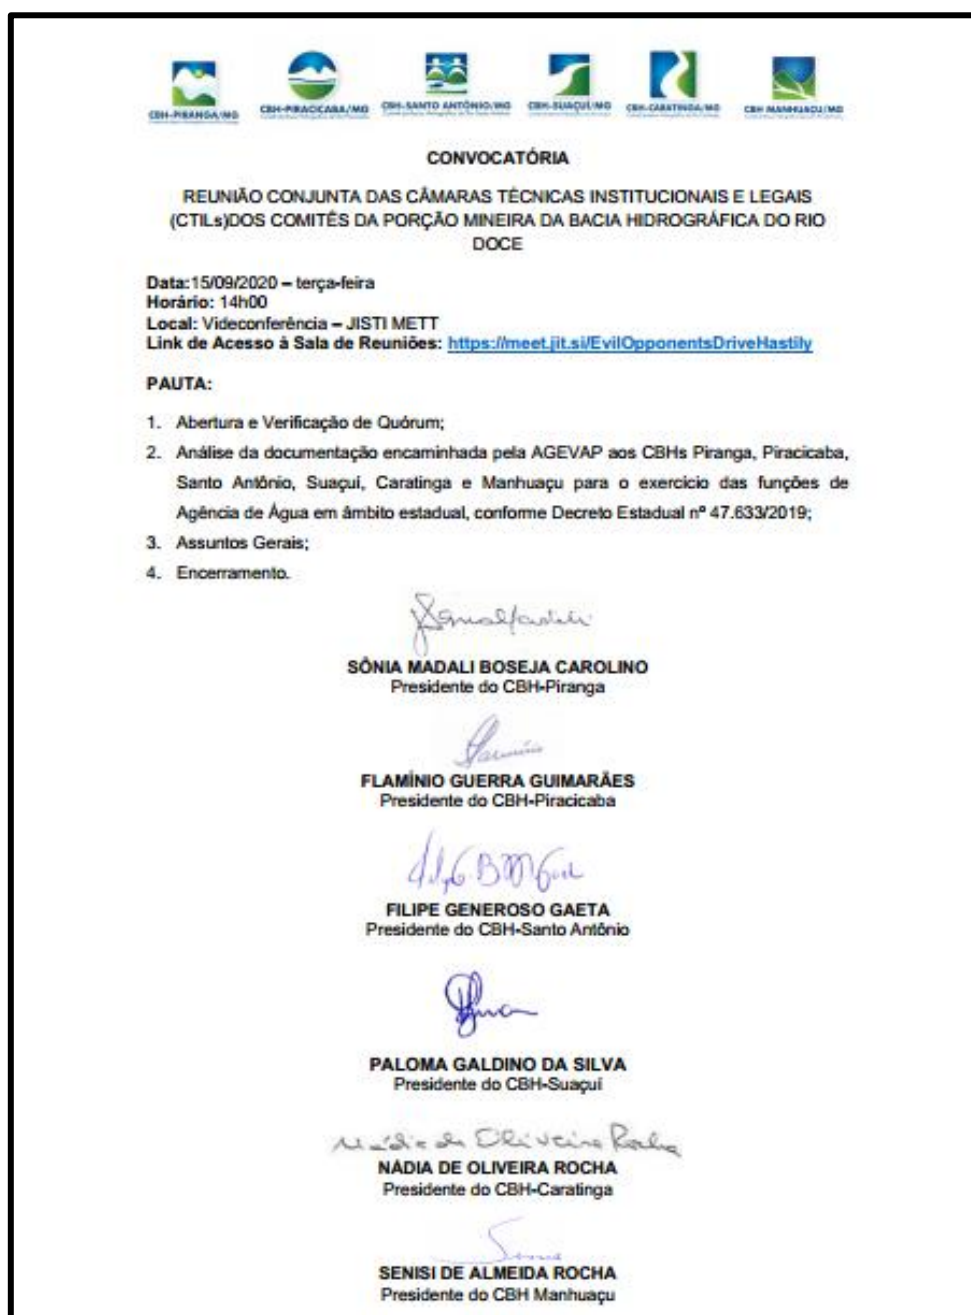 CBH-PIRANGA/MG CBH-PIRACICABA/MG CBH-SANTO ANTÔNIO/MG CBH-SUAÇUÍ/MG CBH-CARATINGA/MG CBH MANHUAÇU/MG
CONVOCATÓRIA
REUNIÃO CONJUNTA DAS CÂMARAS TÉCNICAS INSTITUCIONAIS E LEGAIS
(CTILs)DOS COMITÊS DA PORÇÃO MINEIRA DA BACIA HIDROGRÁFICA DO RIO
DOCE
Data:15/09/2020 – terça-feira
Horário: 14h00
Local: Videconferência – JISTI METT
Link de Acesso à Sala de Reuniões: https://meet.jit.si/EvilOpponentsDriveHastily
PAUTA:
1. Abertura e Verificação de Quórum;
2. Análise da documentação encaminhada pela AGEVAP aos CBHs Piranga, Piracicaba,
Santo Antônio, Suaçuí, Caratinga e Manhuaçu para o exercício das funções de
Agência de Água em âmbito estadual, conforme Decreto Estadual nº 47.633/2019;
3. Assuntos Gerais;
4. Encerramento.
SÔNIA MADALI BOSEJA CAROLINO
Presidente do CBH-Piranga
FLAMÍNIO GUERRA GUIMARÃES
Presidente do CBH-Piracicaba
FILIPE GENEROSO GAETA
Presidente do CBH-Santo Antônio
PALOMA GALDINO DA SILVA
Presidente do CBH-Suaçuí
Nádia de Oliveira Rocha
NÁDIA DE OLIVEIRA ROCHA
Presidente do CBH-Caratinga
SENISI DE ALMEIDA ROCHA
Presidente do CBH Manhuaçu